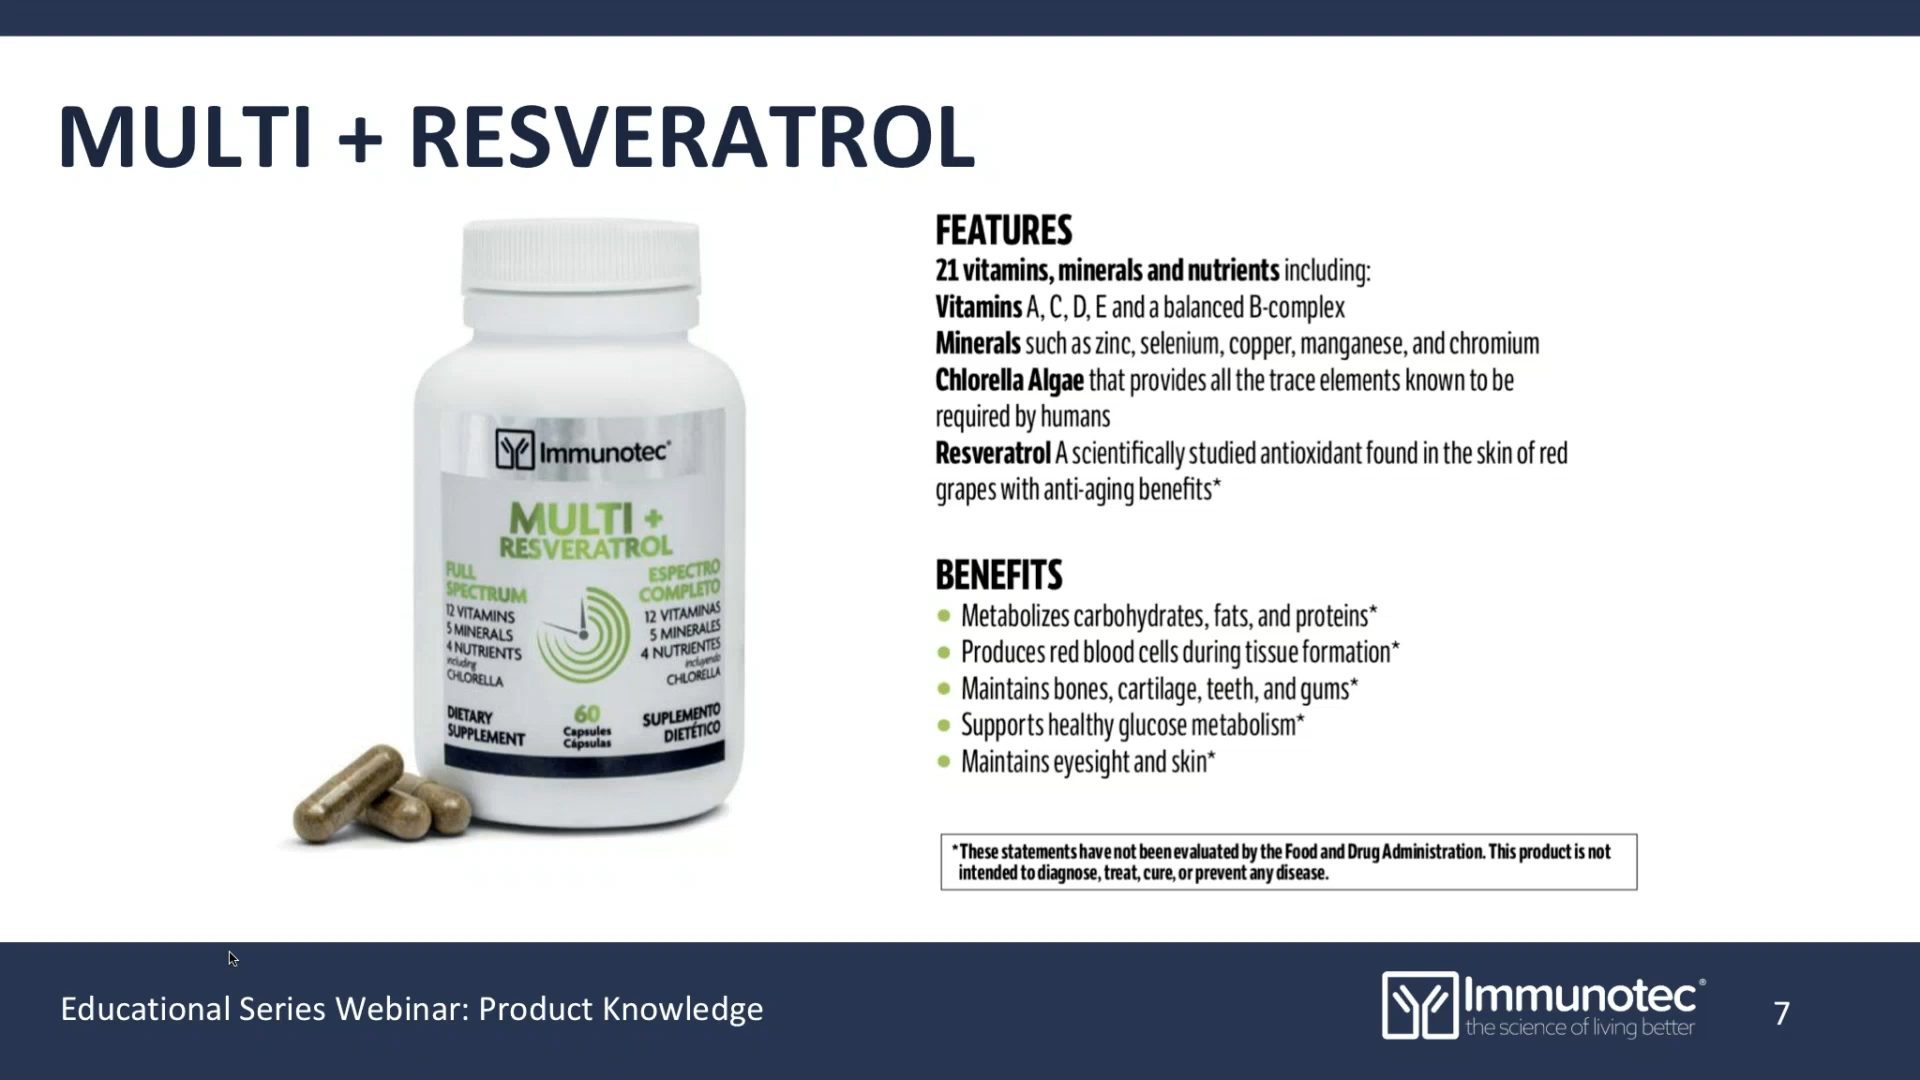 MULTI + RESVERATROL
Immunotec®
MULTI +
RESVERATROL
FULL
SPECTRUM
12 VITAMINS
5 MINERALS
4 NUTRIENTS
including
CHLORELLA
DIETARY
SUPPLEMENT
60
Capsules
Cápsulas
ESPECTRO
COMPLETO
12 VITAMINAS
5 MINERALES
4 NUTRIENTES
incluyendo
CHLORELLA
SUPLEMENTO
DIETÉTICO
FEATURES
21 vitamins, minerals and nutrients including:
Vitamins A, C, D, E and a balanced B-complex
Minerals such as zinc, selenium, copper, manganese, and chromium
Chlorella Algae that provides all the trace elements known to be
required by humans
Resveratrol A scientifically studied antioxidant found in the skin of red
grapes with anti-aging benefits*
BENEFITS
Metabolizes carbohydrates, fats, and proteins*
Produces red blood cells during tissue formation*
Maintains bones, cartilage, teeth, and gums*
Supports healthy glucose metabolism*
Maintains eyesight and skin*
*These statements have not been evaluated by the Food and Drug Administration. This product is not
intended to diagnose, treat, cure, or prevent any disease.
Educational Series Webinar: Product Knowledge
Immunotec®
the science of living better
7